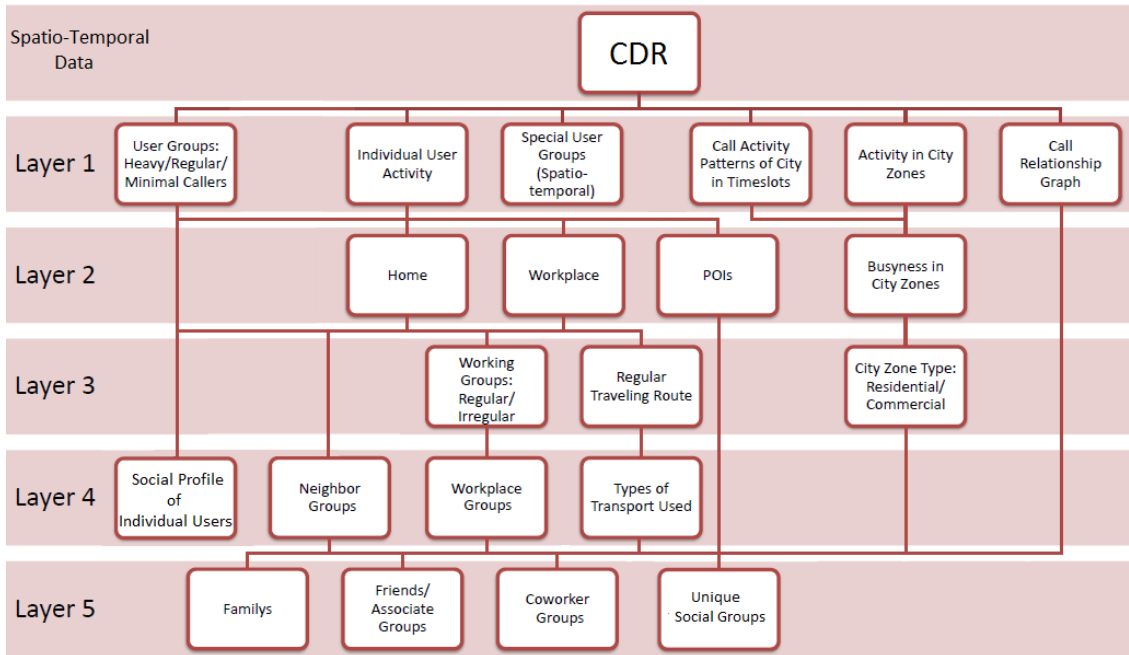 Spatio-Temporal
Data
CDR
Layer 1
User Groups:
Heavy/Regular/
Minimal Callers
Individual User
Activity
Special User
Groups
(Spatio-
temporal)
Call Activity
Patterns of City
in Timeslots
Activity in City
Zones
Call
Relationship
Graph
Layer 2
Home
Workplace
POIs
Busyness in
City Zones
Layer 3
Working
Groups:
Regular/
Irregular
Regular
Traveling Route
City Zone Type:
Residential/
Commercial
Layer 4
Social Profile
of
Individual Users
Neighbor
Groups
Workplace
Groups
Types of
Transport Used
Layer 5
Familys
Friends/
Associate
Groups
Coworker
Groups
Unique
Social Groups